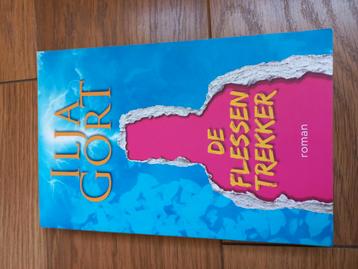 ILJA
GORT
DE
FLESSEN
TREKKER
roman